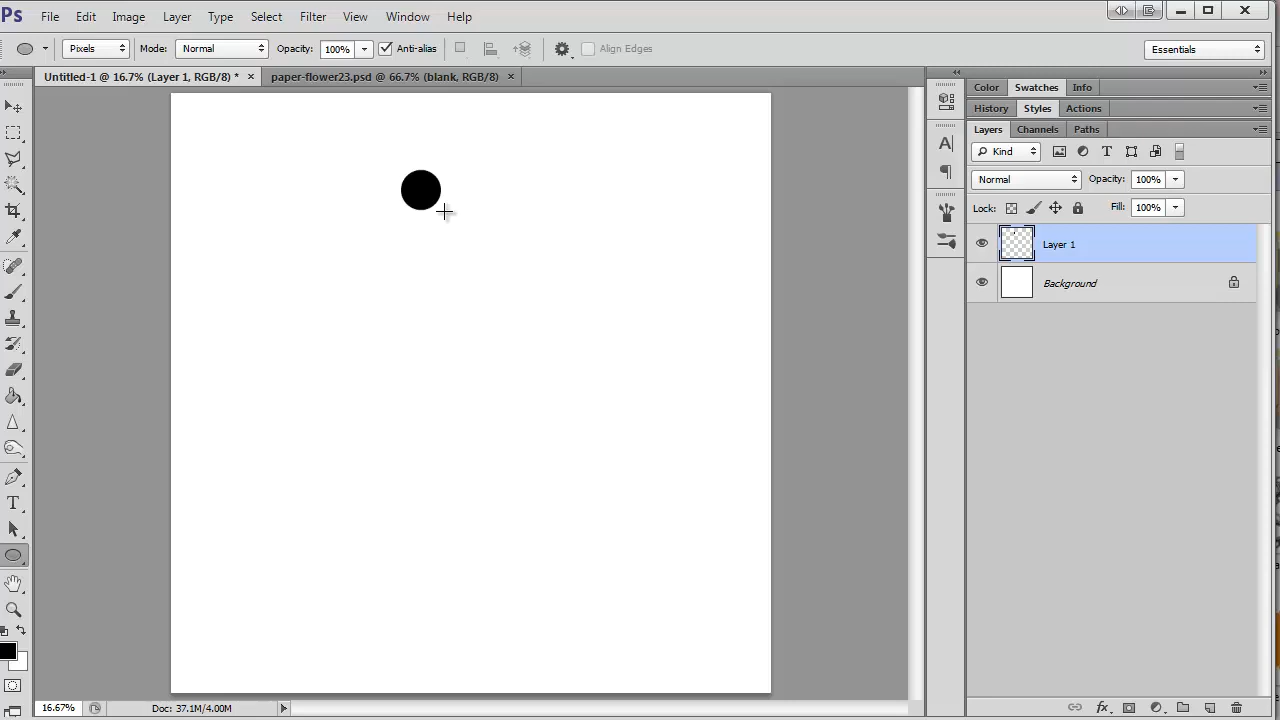 Ps File Edit Image Layer Type Select Filter View Window Help
Pixels Mode: Normal Opacity: 100% Anti-alias Align Edges Essentials
Untitled-1 @ 16.7% (Layer 1, RGB/8) * × paper-flower23.psd @ 66.7% (blank, RGB/8) ×
Color Swatches Info
History Styles Actions
Layers Channels Paths
Kind
Normal Opacity: 100%
Lock: Fill: 100%
Layer 1
Background
16.67% Doc: 37.1M/4.00M